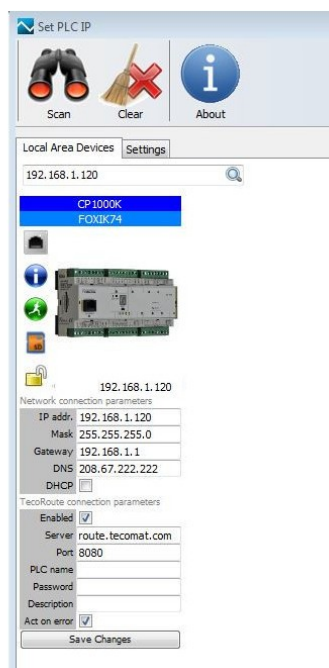 Set PLC IP
Scan Clear About
Local Area Devices Settings
192.168.1.120
CP1000K
FOXIK74
192.168.1.120
Network connection parameters
IP addr. 192.168.1.120
Mask 255.255.255.0
Gateway 192.168.1.1
DNS 208.67.222.222
DHCP
TecoRoute connection parameters
Enabled
Server route.tecomat.com
Port 8080
PLC name
Password
Description
Act on error
Save Changes